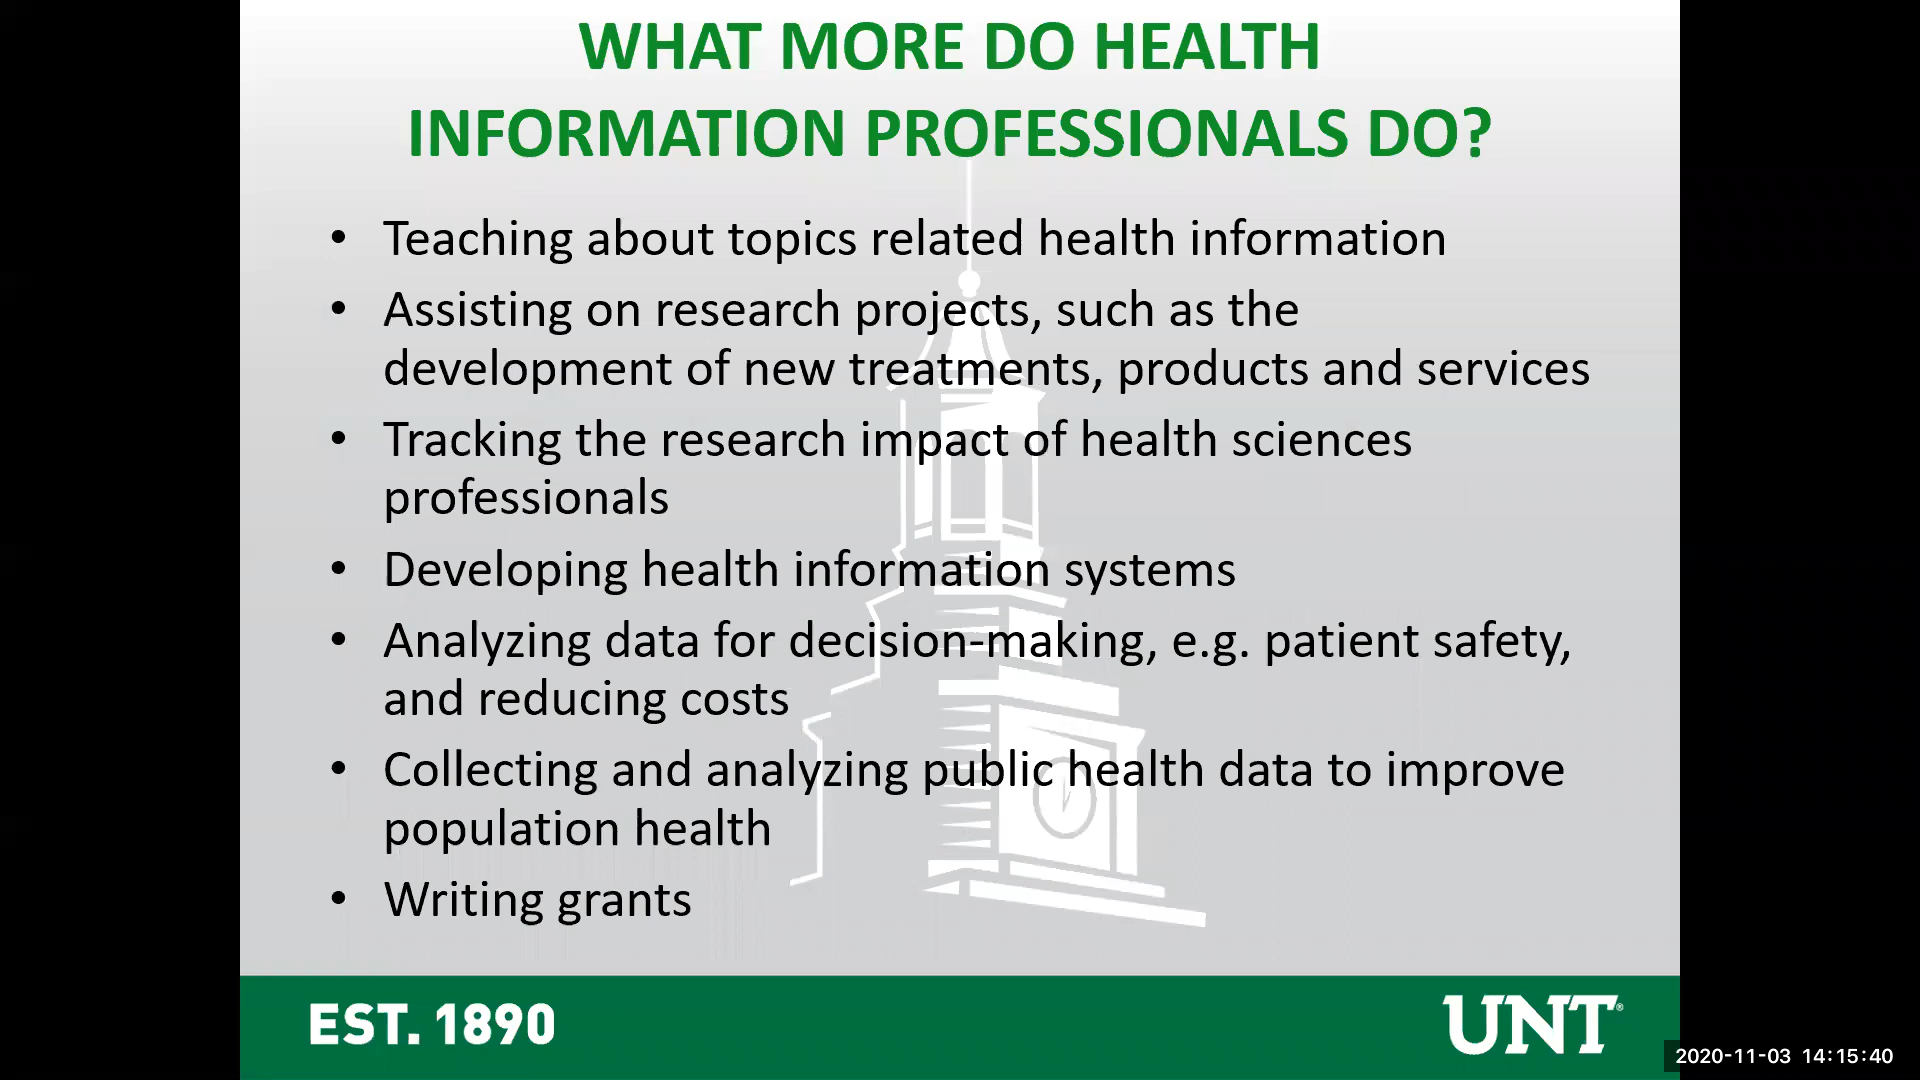 WHAT MORE DO HEALTH
INFORMATION PROFESSIONALS DO?
• Teaching about topics related health information
• Assisting on research projects, such as the
development of new treatments, products and services
• Tracking the research impact of health sciences
professionals
• Developing health information systems
• Analyzing data for decision-making, e.g. patient safety,
and reducing costs
• Collecting and analyzing public health data to improve
population health
• Writing grants
EST. 1890
UNT®
2020-11-03 14:15:40